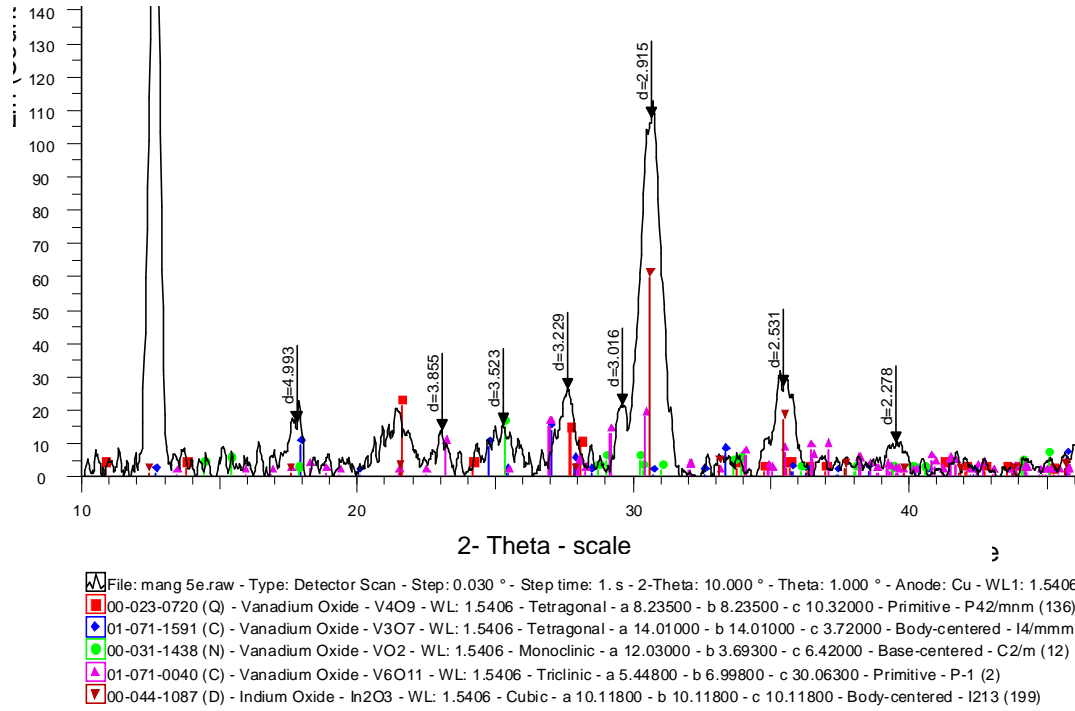 Lin (Count
140
130
120
110
100
90
80
70
60
50
40
30
20
10
0
d=4.993
d=3.855
d=3.523
d=3.229
d=3.016
d=2.915
d=2.531
d=2.278
10 20 30 40
2- Theta - scale
e
File: mang 5e.raw - Type: Detector Scan - Step: 0.030 ° - Step time: 1. s - 2-Theta: 10.000 ° - Theta: 1.000 ° - Anode: Cu - WL1: 1.5406
00-023-0720 (Q) - Vanadium Oxide - V4O9 - WL: 1.5406 - Tetragonal - a 8.23500 - b 8.23500 - c 10.32000 - Primitive - P42/mnm (136)
01-071-1591 (C) - Vanadium Oxide - V3O7 - WL: 1.5406 - Tetragonal - a 14.01000 - b 14.01000 - c 3.72000 - Body-centered - I4/mmm
00-031-1438 (N) - Vanadium Oxide - VO2 - WL: 1.5406 - Monoclinic - a 12.03000 - b 3.69300 - c 6.42000 - Base-centered - C2/m (12)
01-071-0040 (C) - Vanadium Oxide - V6O11 - WL: 1.5406 - Triclinic - a 5.44800 - b 6.99800 - c 30.06300 - Primitive - P-1 (2)
00-044-1087 (D) - Indium Oxide - In2O3 - WL: 1.5406 - Cubic - a 10.11800 - b 10.11800 - c 10.11800 - Body-centered - I213 (199)